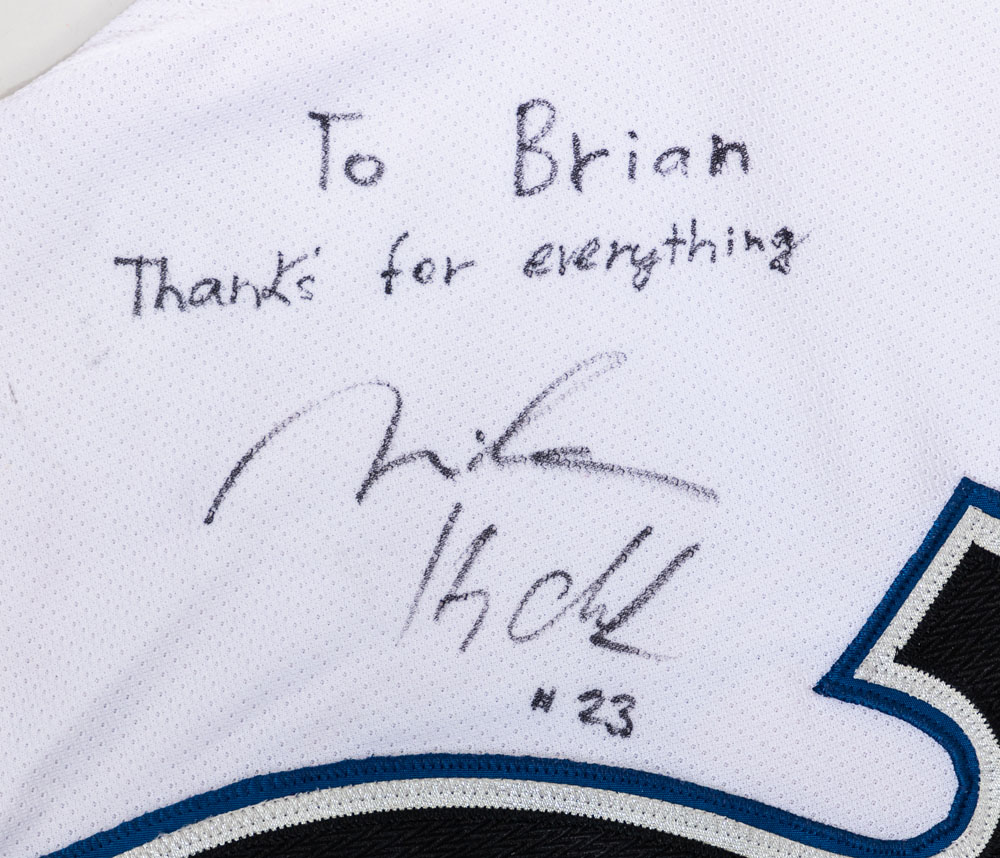 To Brian
Thanks for everything
#23